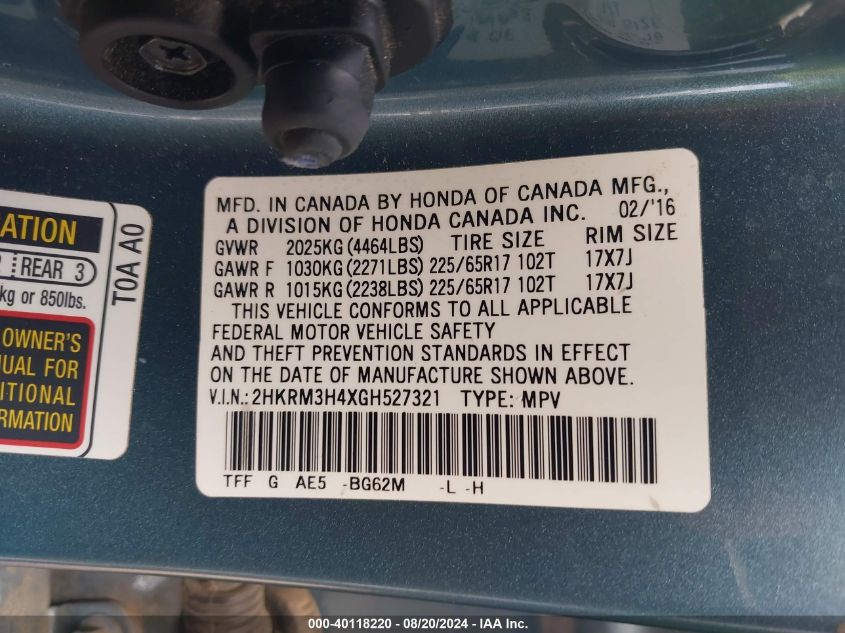 MFD. IN CANADA BY HONDA OF CANADA MFG.,
A DIVISION OF HONDA CANADA INC. 02/'16
GVWR 2025KG (4464LBS) TIRE SIZE RIM SIZE
GAWR F 1030KG (2271LBS) 225/65R17 102T 17X7J
GAWR R 1015KG (2238LBS) 225/65R17 102T 17X7J
THIS VEHICLE CONFORMS TO ALL APPLICABLE
FEDERAL MOTOR VEHICLE SAFETY
AND THEFT PREVENTION STANDARDS IN EFFECT
ON THE DATE OF MANUFACTURE SHOWN ABOVE.
V.I.N.: 2HKRM3H4XGH527321 TYPE: MPV
TFF G AE5 -BG62M -L -H
REAR 3
kg or 850lbs.
OWNER'S
FOR
T0A A0
000-40118220 - 08/20/2024 - IAA Inc.